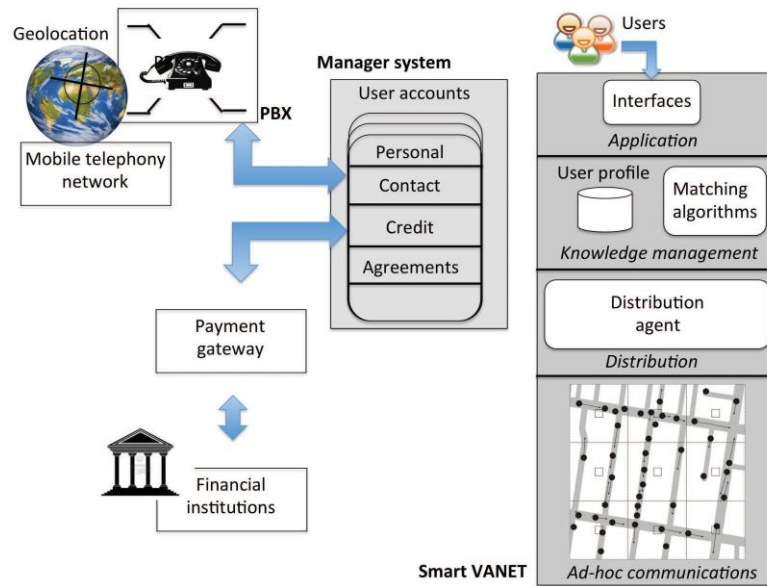 Geolocation
PBX
Mobile telephony
network
Manager system
User accounts
Personal
Contact
Credit
Agreements
Payment
gateway
Financial
institutions
Users
Interfaces
Application
User profile
Matching
algorithms
Knowledge management
Distribution
agent
Distribution
Smart VANET
Ad-hoc communications